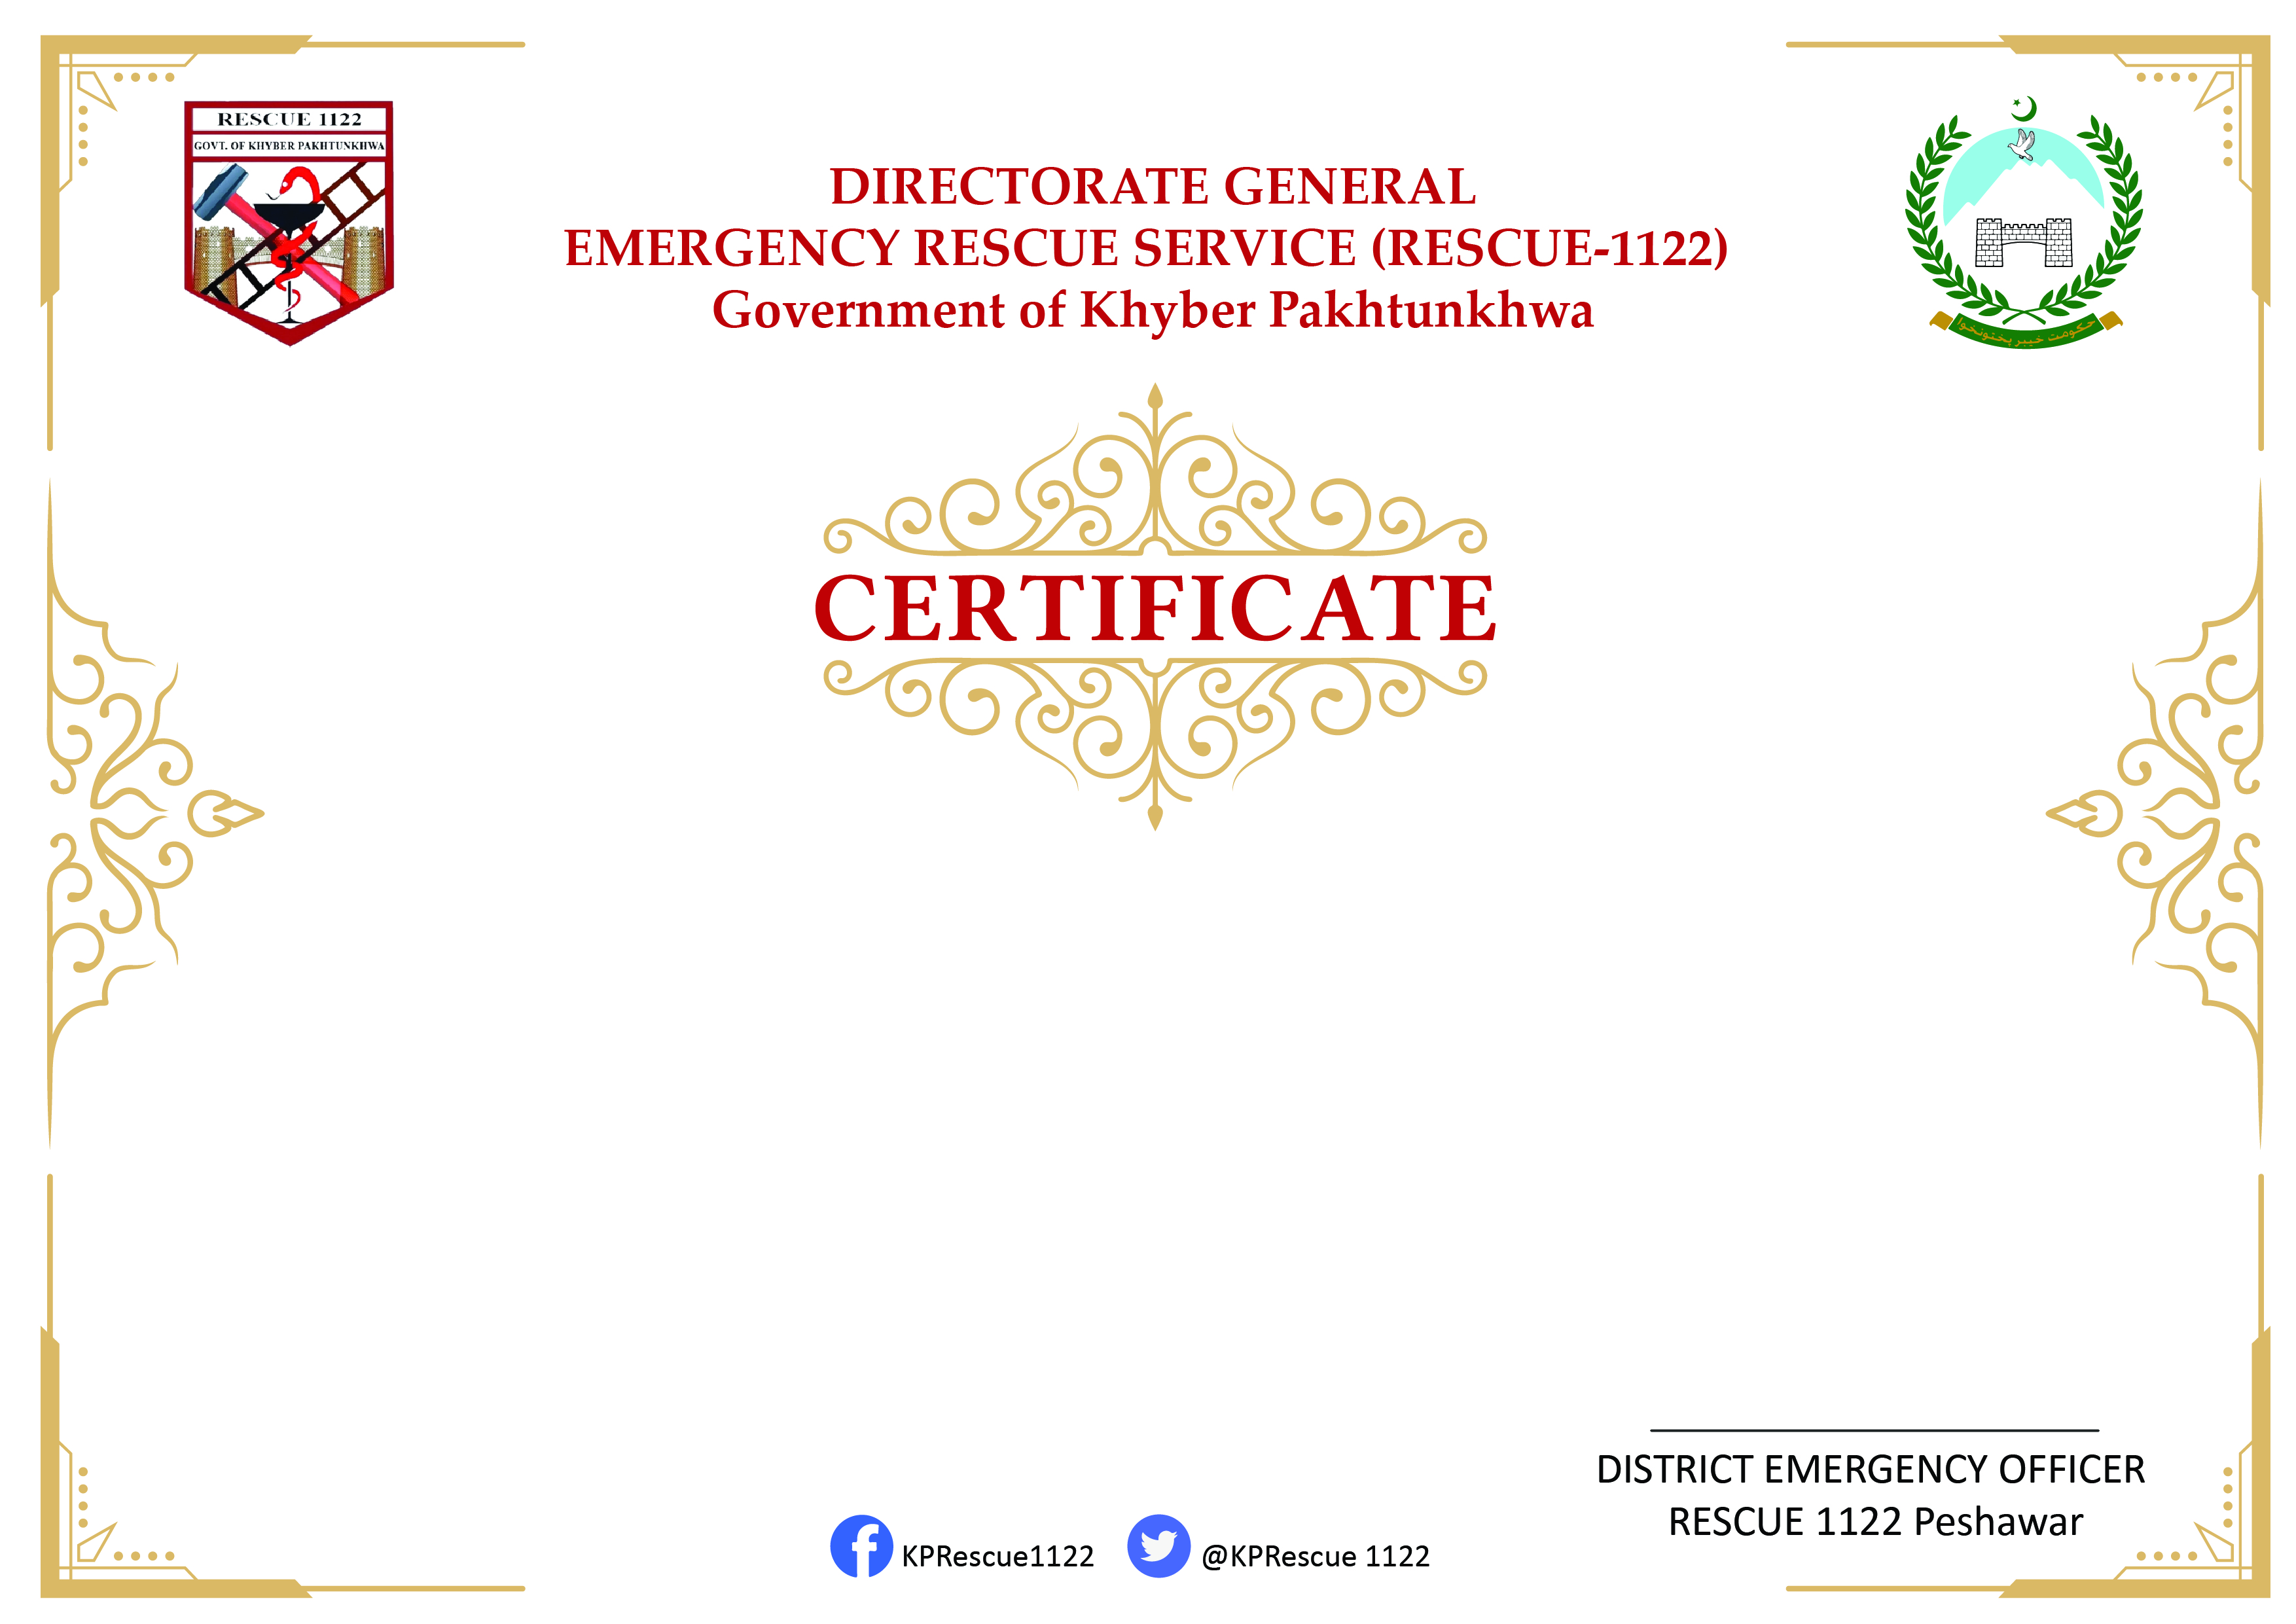 RESCUE 1122
GOVT. OF KHYBER PAKHTUNKHWA
DIRECTORATE GENERAL
EMERGENCY RESCUE SERVICE (RESCUE-1122)
Government of Khyber Pakhtunkhwa
حکومت خیبر پختونخوا
CERTIFICATE
DISTRICT EMERGENCY OFFICER
RESCUE 1122 Peshawar
KPRescue1122
@KPRescue 1122